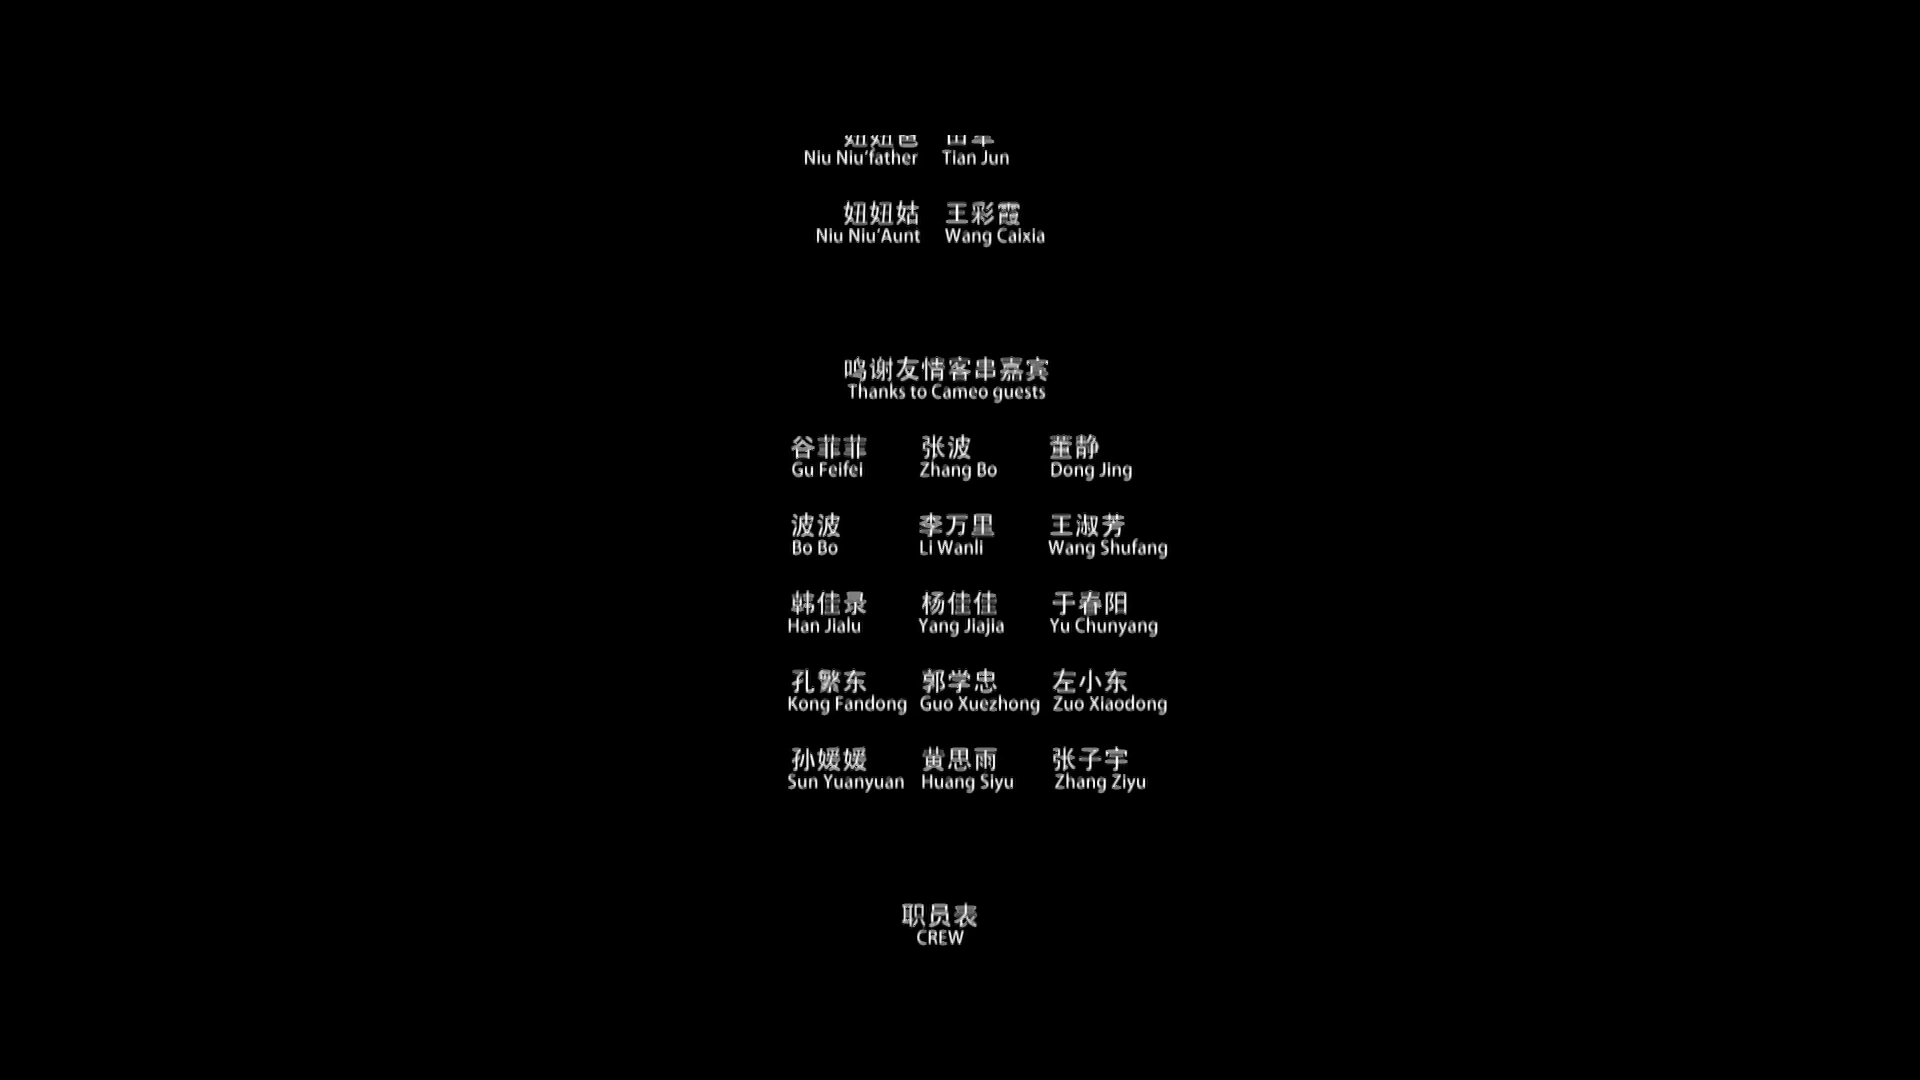 Niu Niu'father Tian Jun
妞妞姑 王彩霞
Niu Niu'Aunt Wang Caixia
鸣谢友情客串嘉宾
Thanks to Cameo guests
谷菲菲 张波 董静
Gu Feifei Zhang Bo Dong Jing
波波 李万里 王淑芳
Bo Bo Li Wanli Wang Shufang
韩佳录 杨佳佳 于春阳
Han Jialu Yang Jiajia Yu Chunyang
孔繁东 郭学忠 左小东
Kong Fandong Guo Xuezhong Zuo Xiaodong
孙媛媛 黄思雨 张子宇
Sun Yuanyuan Huang Siyu Zhang Ziyu
职员表
CREW